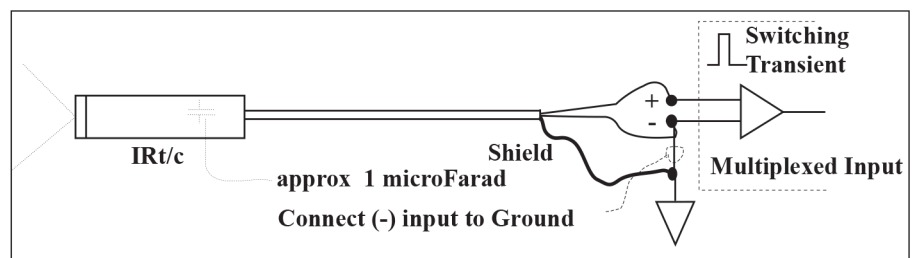 Switching
Transient
+
-
IRt/c
Shield
Multiplexed Input
approx 1 microFarad
Connect (-) input to Ground